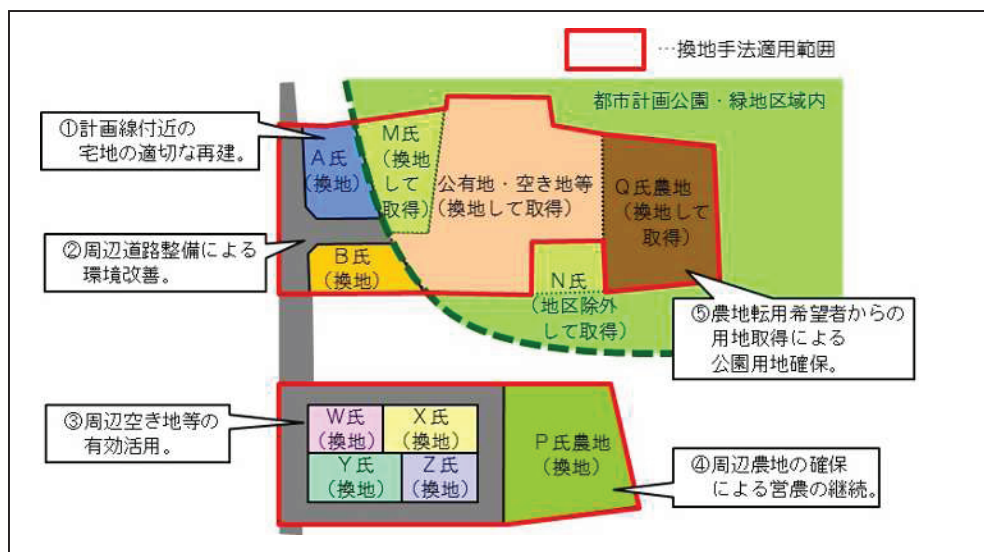 …換地手法適用範囲
都市計画公園・緑地区域内
①計画線付近の
宅地の適切な再建。
A氏
(換地)
M氏
(換地
して
取得)
公有地・空き地等
(換地して取得)
Q氏農地
(換地して
取得)
②周辺道路整備による
環境改善。
B氏
(換地)
N氏
(地区除外
して取得)
⑤農地転用希望者からの
用地取得による
公園用地確保。
③周辺空き地等の
有効活用。
W氏
(換地)
X氏
(換地)
Y氏
(換地)
Z氏
(換地)
P氏農地
(換地)
④周辺農地の確保
による営農の継続。